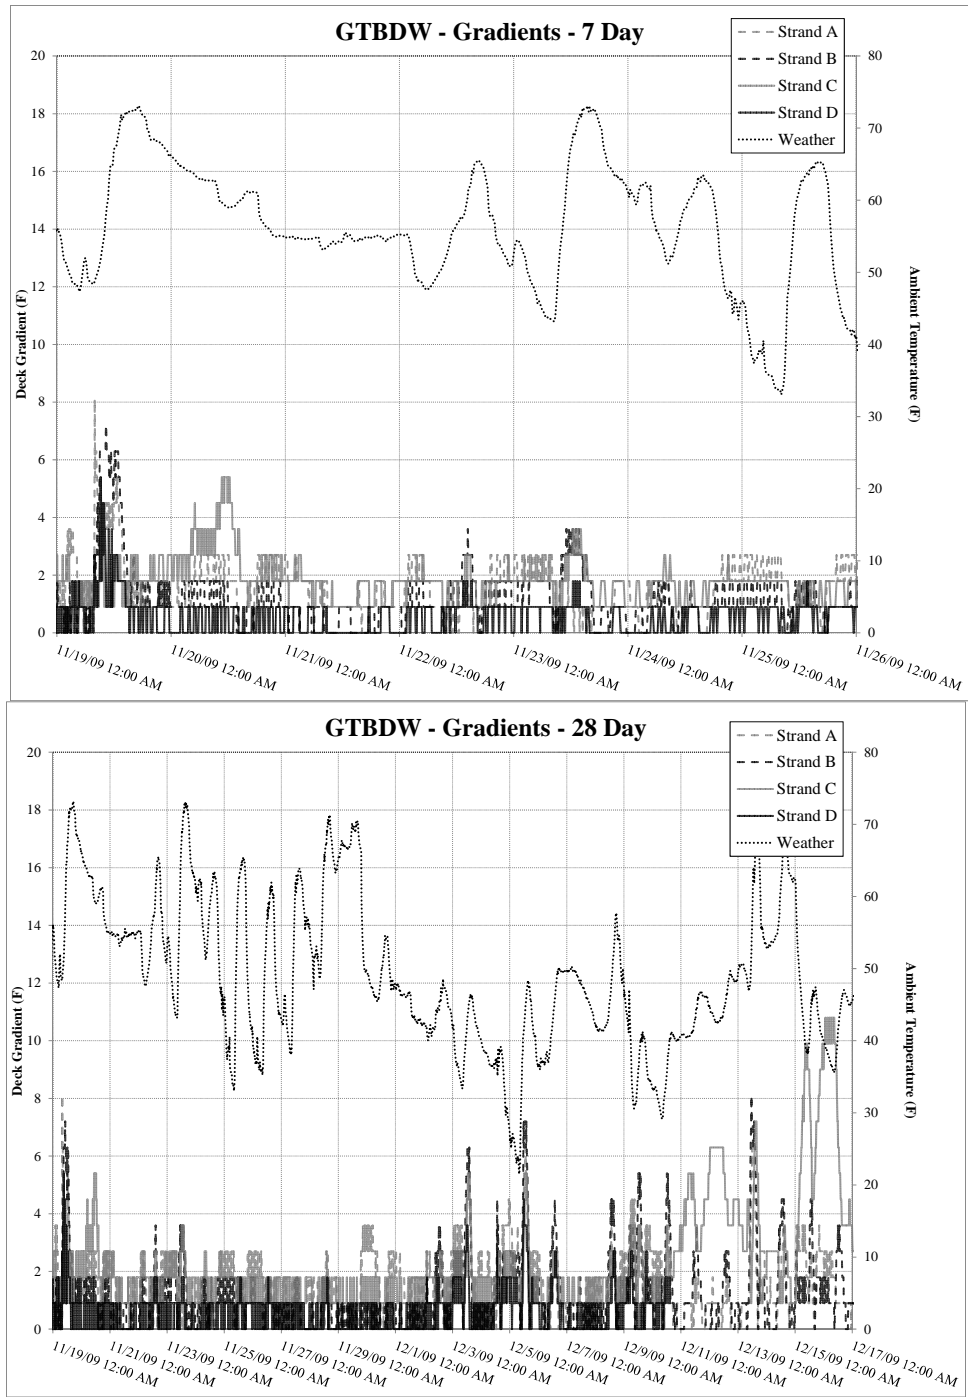 GTBDW - Gradients - 7 Day
Strand A
Strand B
Strand C
Strand D
Weather
20
18
16
14
12
10
8
6
4
2
0
80
70
60
50
40
30
20
10
0
Deck Gradient (F)
Ambient Temperature (F)
11/19/09 12:00 AM
11/20/09 12:00 AM
11/21/09 12:00 AM
11/22/09 12:00 AM
11/23/09 12:00 AM
11/24/09 12:00 AM
11/25/09 12:00 AM
11/26/09 12:00 AM
GTBDW - Gradients - 28 Day
Strand A
Strand B
Strand C
Strand D
Weather
20
18
16
14
12
10
8
6
4
2
0
80
70
60
50
40
30
20
10
0
Deck Gradient (F)
Ambient Temperature (F)
11/19/09 12:00 AM
11/21/09 12:00 AM
11/23/09 12:00 AM
11/25/09 12:00 AM
11/27/09 12:00 AM
11/29/09 12:00 AM
12/1/09 12:00 AM
12/3/09 12:00 AM
12/5/09 12:00 AM
12/7/09 12:00 AM
12/9/09 12:00 AM
12/11/09 12:00 AM
12/13/09 12:00 AM
12/15/09 12:00 AM
12/17/09 12:00 AM